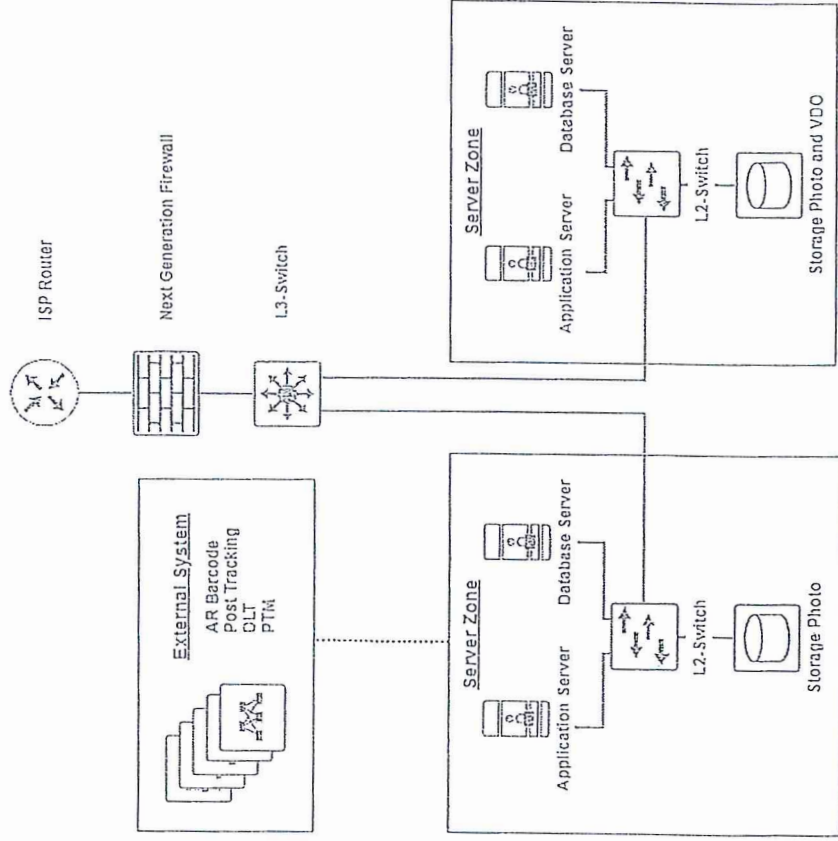 ISP Router
Next Generation Firewall
L3-Switch
External System
AR Barcode
Post Tracking
DLT
PTM
Server Zone
Application Server
Database Server
L2-Switch
Storage Photo
Server Zone
Application Server
Database Server
L2-Switch
Storage Photo and VDO